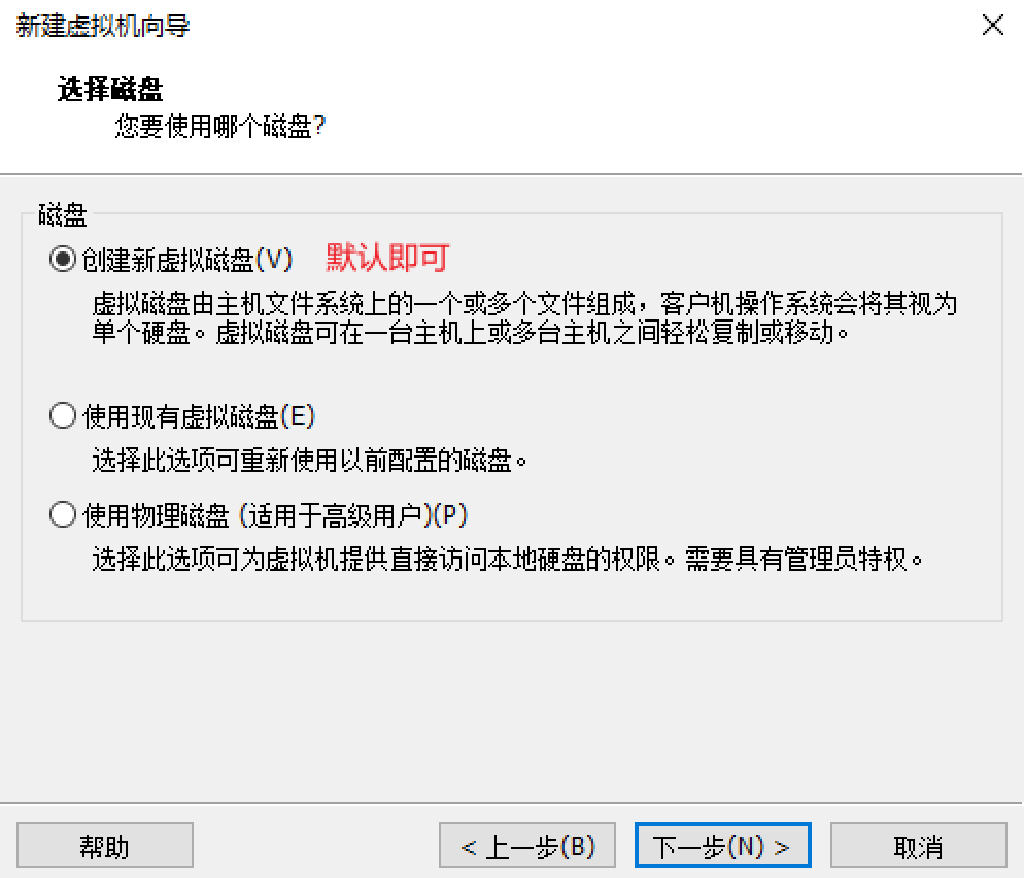 新建虚拟机向导
选择磁盘
您要使用哪个磁盘?
磁盘
创建新虚拟磁盘(V) 默认即可
虚拟磁盘由主机文件系统上的一个或多个文件组成，客户机操作系统会将其视为
单个硬盘。虚拟磁盘可在一台主机上或多台主机之间轻松复制或移动。
使用现有虚拟磁盘(E)
选择此选项可重新使用以前配置的磁盘。
使用物理磁盘 (适用于高级用户)(P)
选择此选项可为虚拟机提供直接访问本地硬盘的权限。需要具有管理员特权。
帮助
< 上一步(B)
下一步(N) >
取消